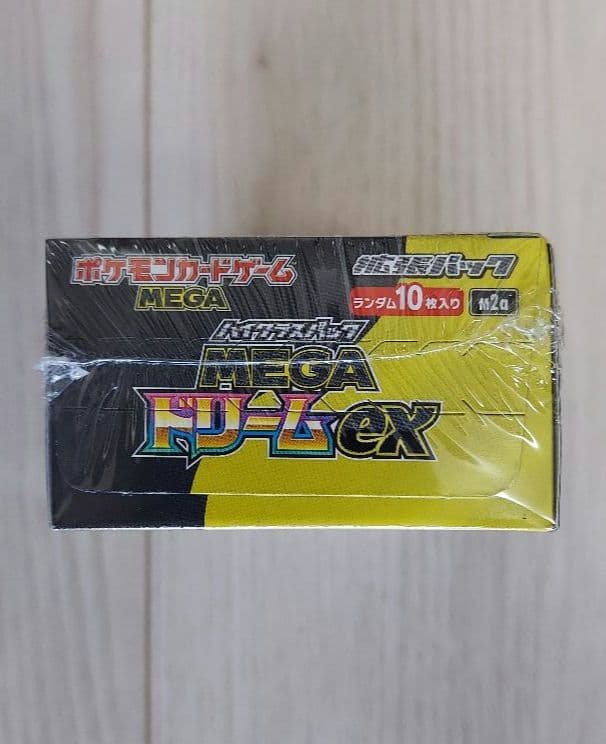 ポケモンカードゲーム
MEGA
拡張パック
ランダム10枚入り
M2a
ハイクラスパック
MEGA
ドリームex